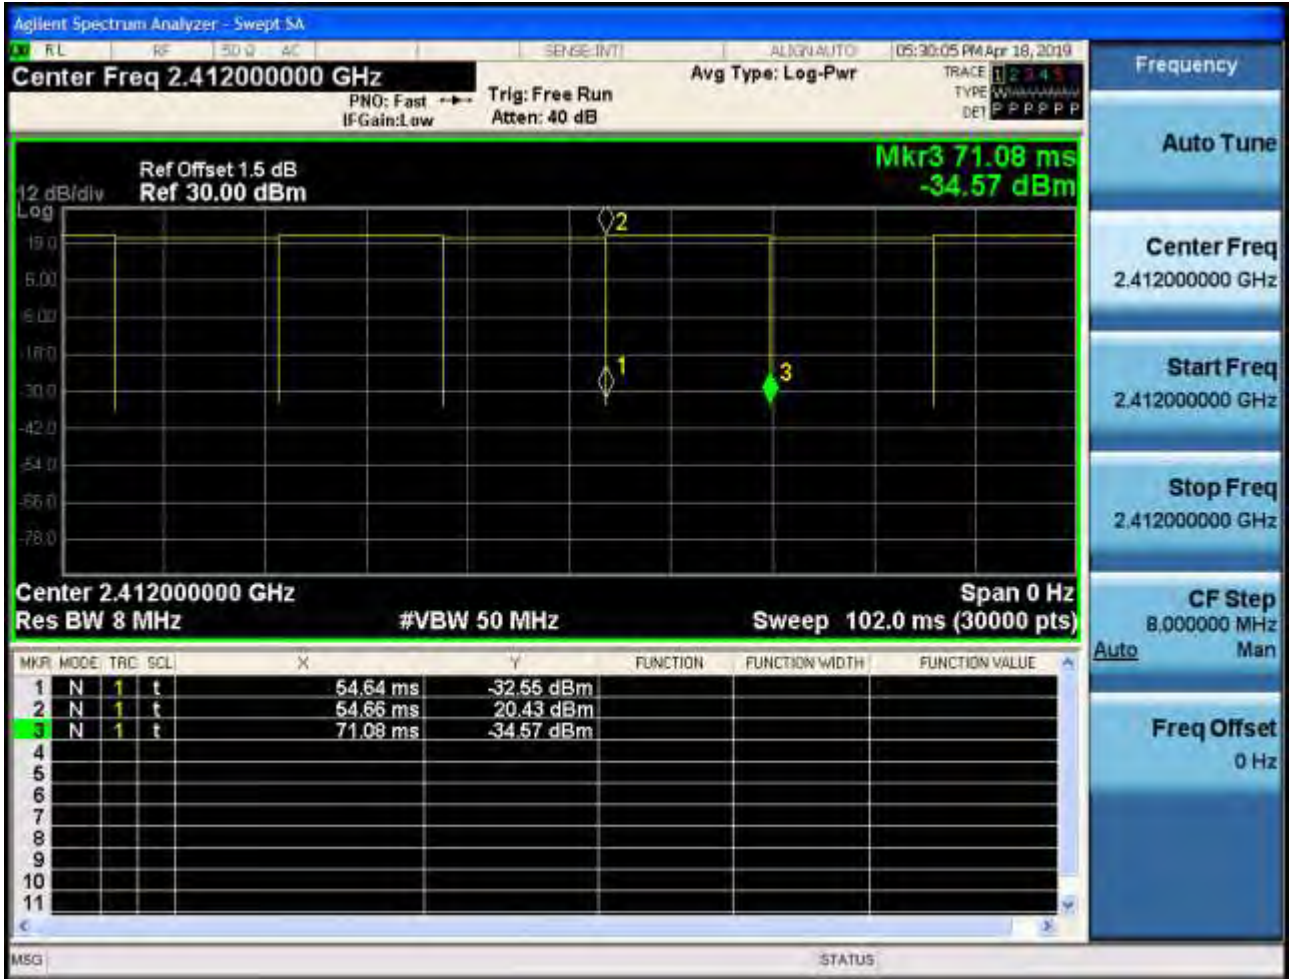 Agilent Spectrum Analyzer - Swept SA
RL RF 50 Ω AC SENSE:INT ALIGN AUTO 05:30:05 PM Apr 18, 2019
Center Freq 2.412000000 GHz
PNO: Fast
IFGain:Low
Trig: Free Run
Atten: 40 dB
Avg Type: Log-Pwr
TRACE 1 2 3 4 5
TYPE
DET P P P P P P
Mkr3 71.08 ms
-34.57 dBm
Ref Offset 1.5 dB
12 dB/div Ref 30.00 dBm
Log
2
18.0
6.00
-6.00
-18.0
1
3
-30.0
-42.0
-54.0
-66.0
-78.0
Center 2.412000000 GHz Span 0 Hz
Res BW 8 MHz #VBW 50 MHz Sweep 102.0 ms (30000 pts)
MKR MODE TRC SCL X Y FUNCTION FUNCTION WIDTH FUNCTION VALUE
1 N 1 t 54.64 ms -32.55 dBm
2 N 1 t 54.66 ms 20.43 dBm
3 N 1 t 71.08 ms -34.57 dBm
4
5
6
7
8
9
10
11
MSG STATUS
Frequency
Auto Tune
Center Freq
2.412000000 GHz
Start Freq
2.412000000 GHz
Stop Freq
2.412000000 GHz
CF Step
8.000000 MHz
Auto Man
Freq Offset
0 Hz